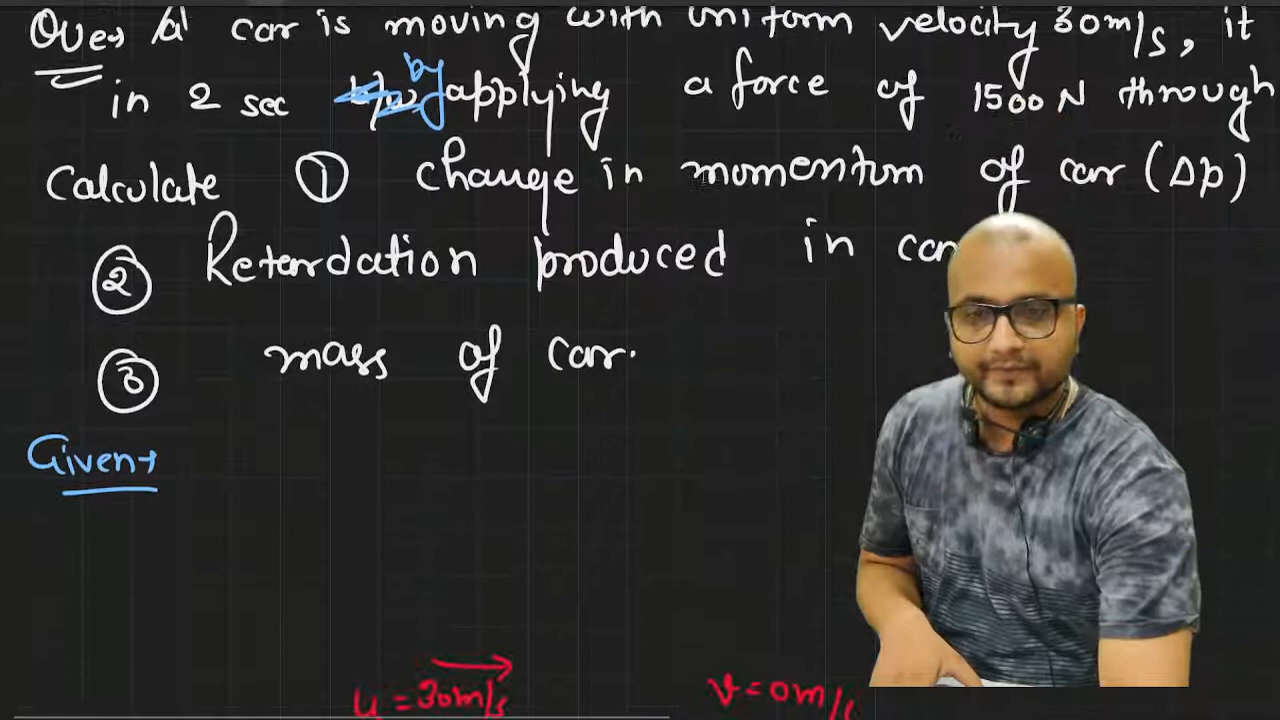 Ques A car is moving with uniform velocity 30m/s, it
in 2 sec by applying a force of 1500 N through
Calculate ① change in momentum of car (Δp)
② Retardation produced in car
③ mass of car.
Given
u = 30m/s v = 0m/s